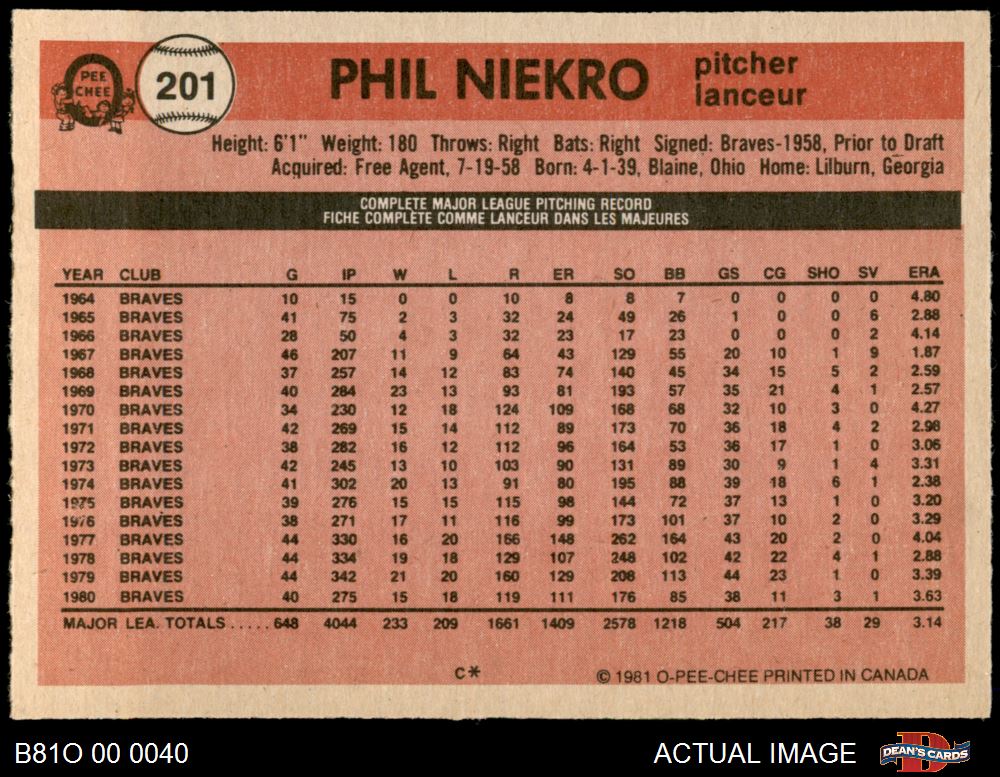 PEE
CHEE
201
PHIL NIEKRO
pitcher
lanceur
Height: 6'1" Weight: 180 Throws: Right Bats: Right Signed: Braves-1958, Prior to Draft
Acquired: Free Agent, 7-19-58 Born: 4-1-39, Blaine, Ohio Home: Lilburn, Georgia
COMPLETE MAJOR LEAGUE PITCHING RECORD
FICHE COMPLÈTE COMME LANCEUR DANS LES MAJEURES
YEAR CLUB G IP W L R ER SO BB GS CG SHO SV ERA
1964 BRAVES 10 15 0 0 10 8 8 7 0 0 0 0 4.80
1965 BRAVES 41 75 2 3 32 24 49 26 1 0 0 6 2.88
1966 BRAVES 28 50 4 3 32 23 17 23 0 0 0 2 4.14
1967 BRAVES 46 207 11 9 64 43 129 55 20 10 1 9 1.87
1968 BRAVES 37 257 14 12 83 74 140 45 34 15 5 2 2.59
1969 BRAVES 40 284 23 13 93 81 193 57 35 21 4 1 2.57
1970 BRAVES 34 230 12 18 124 109 168 68 32 10 3 0 4.27
1971 BRAVES 42 269 15 14 112 89 173 70 36 18 4 2 2.98
1972 BRAVES 38 282 16 12 112 96 164 53 36 17 1 0 3.06
1973 BRAVES 42 245 13 10 103 90 131 89 30 9 1 4 3.31
1974 BRAVES 41 302 20 13 91 80 195 88 39 18 6 1 2.38
1975 BRAVES 39 276 15 15 115 98 144 72 37 13 1 0 3.20
1976 BRAVES 38 271 17 11 116 99 173 101 37 10 2 0 3.29
1977 BRAVES 44 330 16 20 166 148 262 164 43 20 2 0 4.04
1978 BRAVES 44 334 19 18 129 107 248 102 42 22 4 1 2.88
1979 BRAVES 44 342 21 20 160 129 208 113 44 23 1 0 3.39
1980 BRAVES 40 275 15 18 119 111 176 85 38 11 3 1 3.63
MAJOR LEA. TOTALS ..... 648 4044 233 209 1661 1409 2578 1218 504 217 38 29 3.14
C*
© 1981 O-PEE-CHEE PRINTED IN CANADA
B81O 00 0040
ACTUAL IMAGE
DEAN'S CARDS